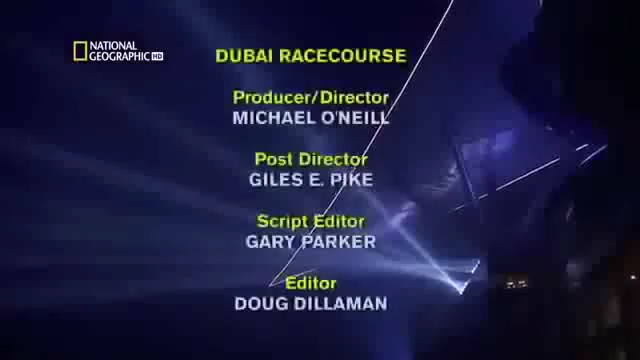 NATIONAL
GEOGRAPHIC HD
DUBAI RACECOURSE
Producer/Director
MICHAEL O'NEILL
Post Director
GILES E. PIKE
Script Editor
GARY PARKER
Editor
DOUG DILLAMAN